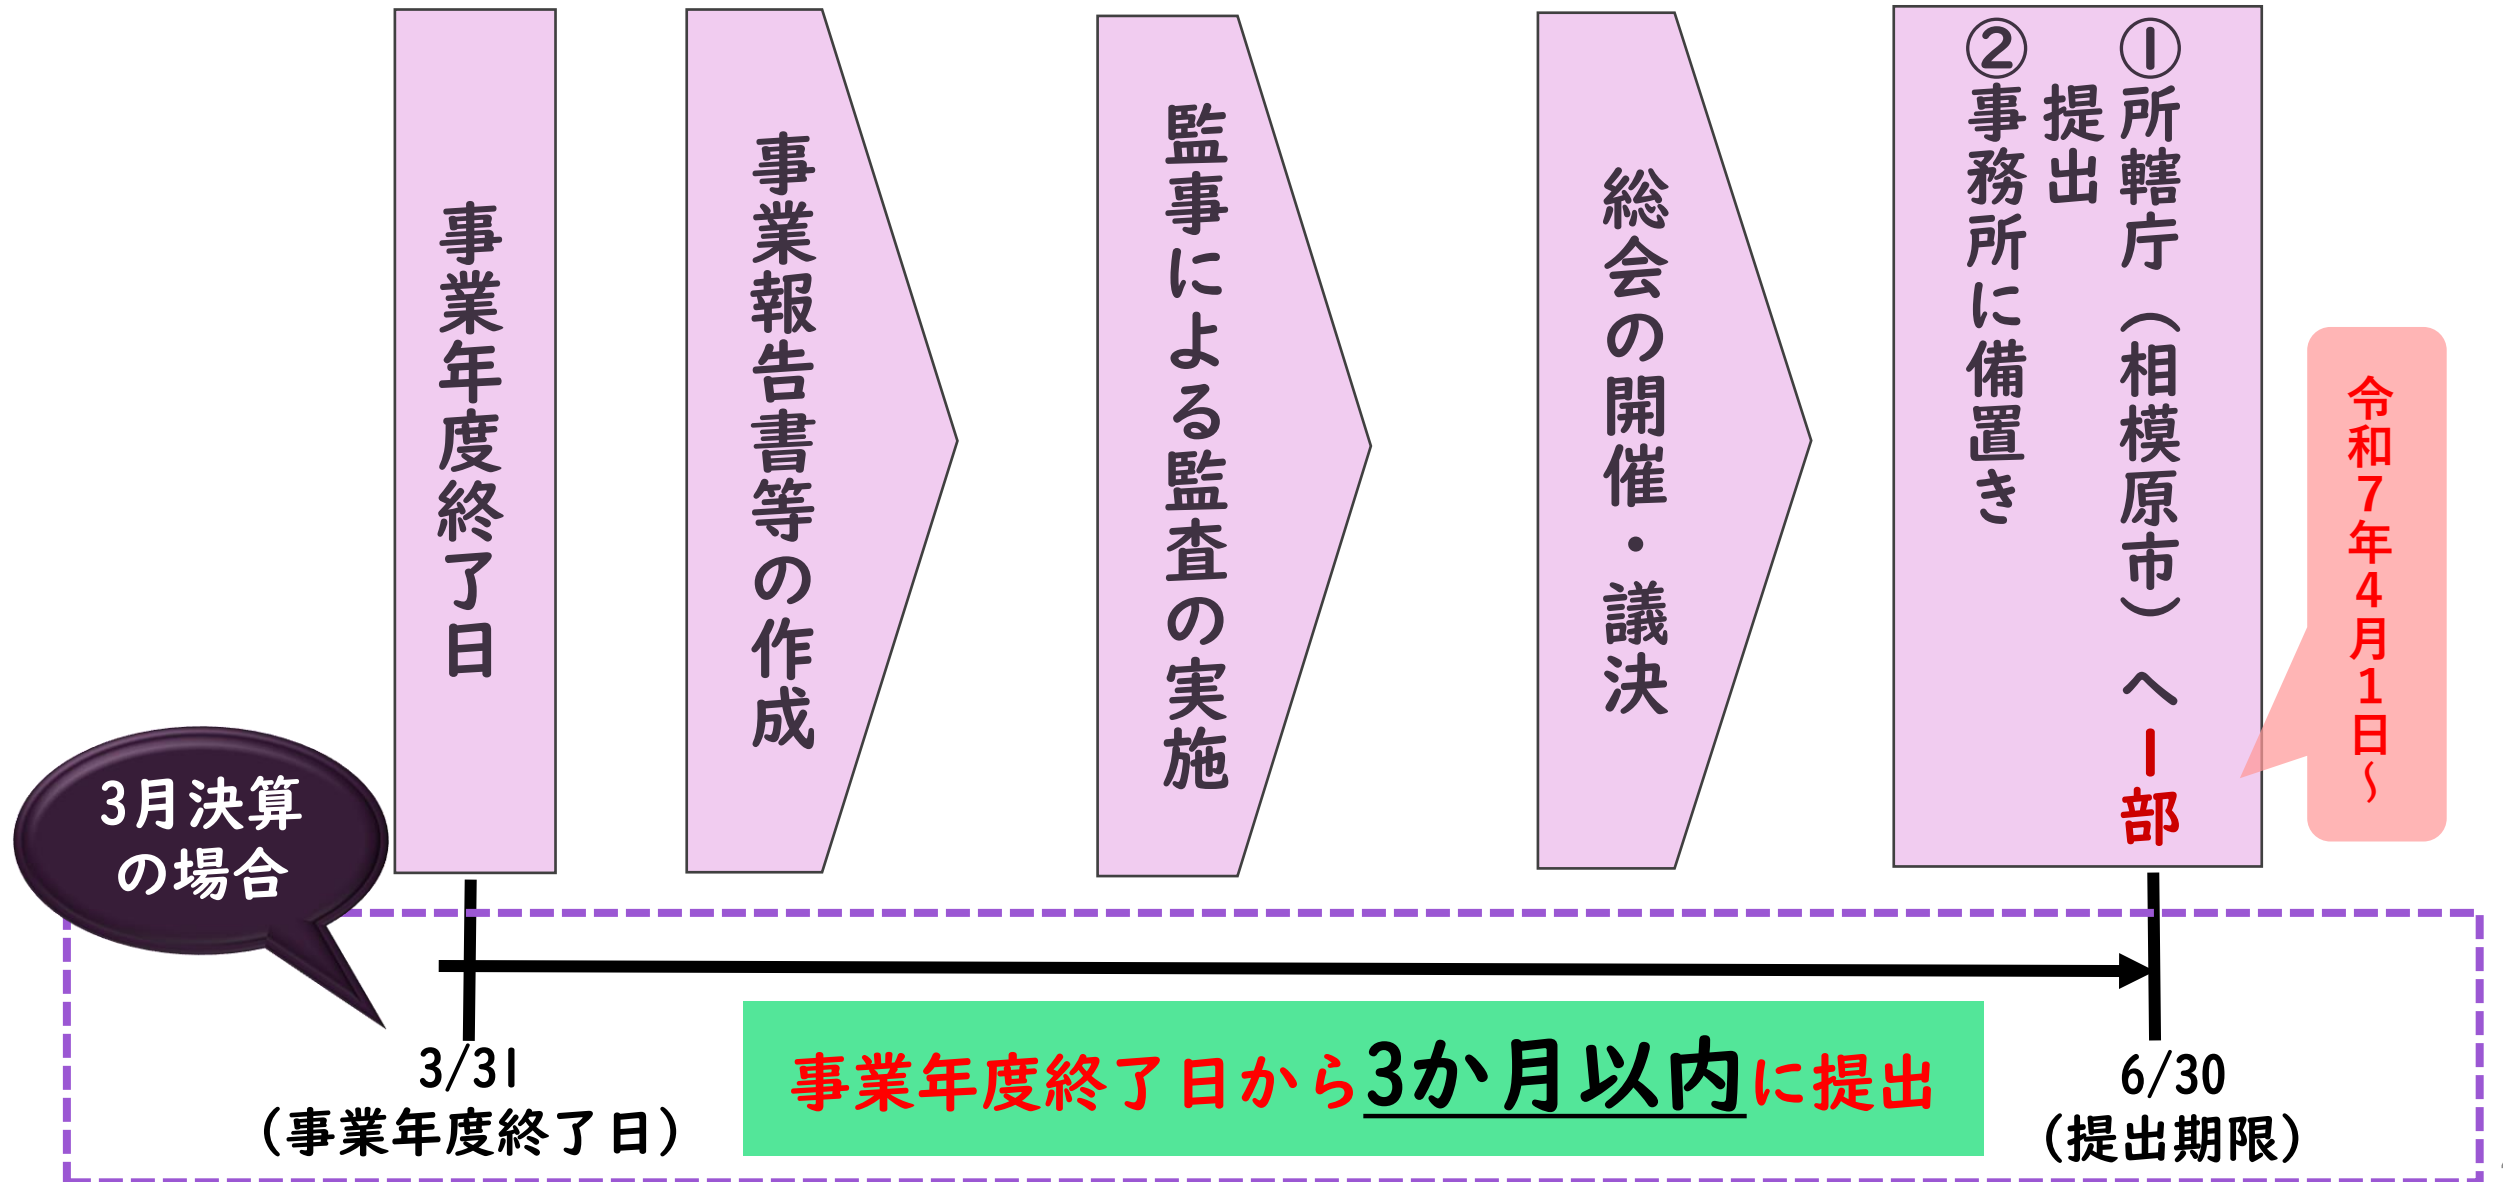 事業年度終了日
事業報告書等の作成
監事による監査の実施
総会の開催・議決
①所轄庁（相模原市）へ一部
提出
②事務所に備置き
令和7年4月1日～
3月決算
の場合
3/31
（事業年度終了日）
事業年度終了日から3か月以内に提出
6/30
（提出期限）